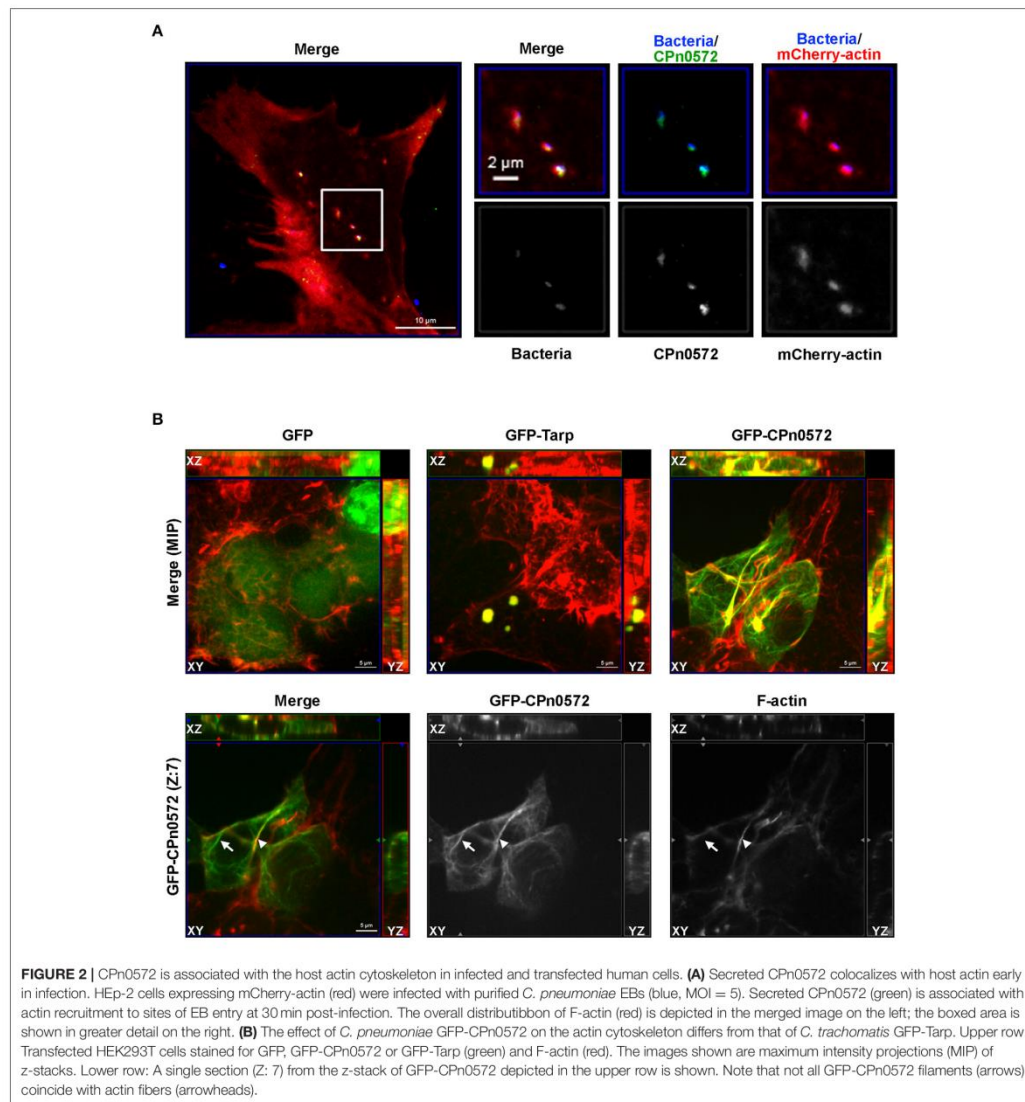 A
Merge
Merge
Bacteria/
CPn0572
Bacteria/
mCherry-actin
2 µm
10 µm
Bacteria
CPn0572
mCherry-actin
B
GFP
GFP-Tarp
GFP-CPn0572
Merge (MIP)
XZ
XY
5 µm
YZ
XZ
XY
5 µm
YZ
XZ
XY
5 µm
YZ
Merge
GFP-CPn0572
F-actin
GFP-CPn0572 (Z:7)
XZ
XY
5 µm
YZ
XZ
XY
YZ
XZ
XY
YZ
FIGURE 2 | CPn0572 is associated with the host actin cytoskeleton in infected and transfected human cells. (A) Secreted CPn0572 colocalizes with host actin early
in infection. HEp-2 cells expressing mCherry-actin (red) were infected with purified C. pneumoniae EBs (blue, MOI = 5). Secreted CPn0572 (green) is associated with
actin recruitment to sites of EB entry at 30 min post-infection. The overall distributibbon of F-actin (red) is depicted in the merged image on the left; the boxed area is
shown in greater detail on the right. (B) The effect of C. pneumoniae GFP-CPn0572 on the actin cytoskeleton differs from that of C. trachomatis GFP-Tarp. Upper row:
Transfected HEK293T cells stained for GFP, GFP-CPn0572 or GFP-Tarp (green) and F-actin (red). The images shown are maximum intensity projections (MIP) of
z-stacks. Lower row: A single section (Z: 7) from the z-stack of GFP-CPn0572 depicted in the upper row is shown. Note that not all GFP-CPn0572 filaments (arrows)
coincide with actin fibers (arrowheads).